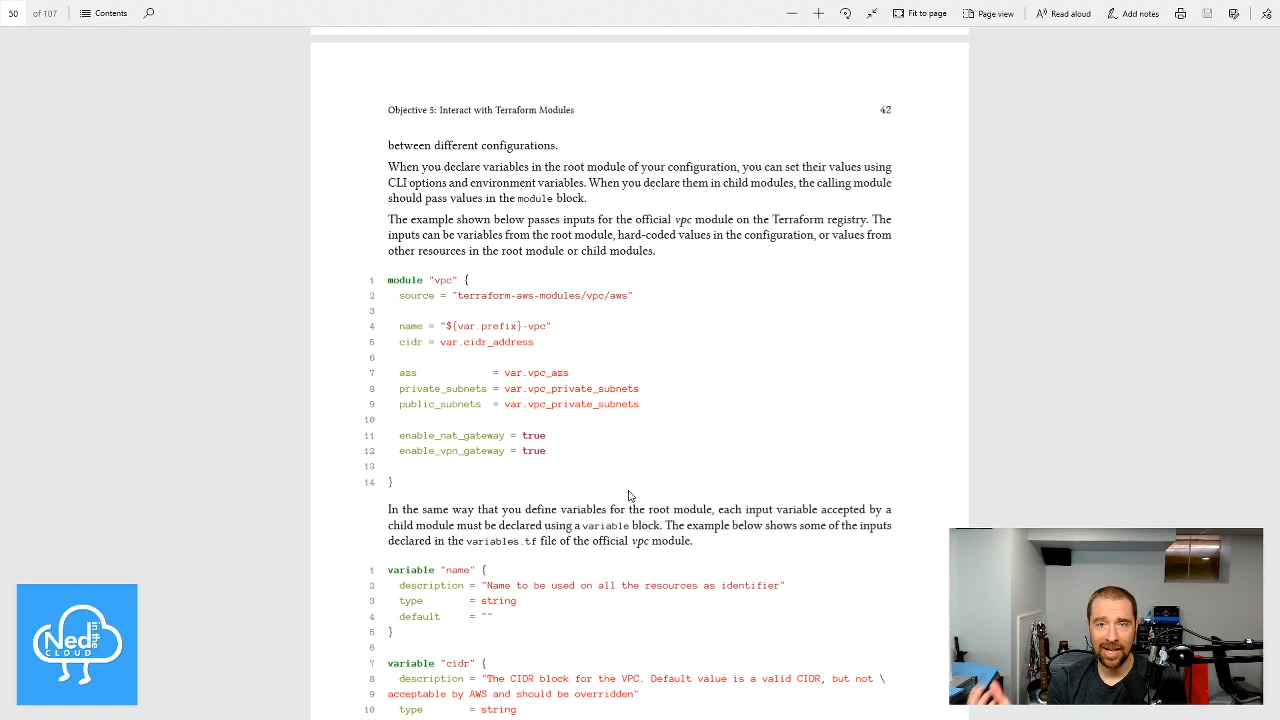 50 of 107 Contents Fit to page Page view Read aloud Add notes
Objective 5: Interact with Terraform Modules 42
between different configurations.
When you declare variables in the root module of your configuration, you can set their values using
CLI options and environment variables. When you declare them in child modules, the calling module
should pass values in the module block.
The example shown below passes inputs for the official vpc module on the Terraform registry. The
inputs can be variables from the root module, hard-coded values in the configuration, or values from
other resources in the root module or child modules.
1 module "vpc" {
2 source = "terraform-aws-modules/vpc/aws"
3
4 name = "${var.prefix}-vpc"
5 cidr = var.cidr_address
6
7 azs = var.vpc_azs
8 private_subnets = var.vpc_private_subnets
9 public_subnets = var.vpc_private_subnets
10
11 enable_nat_gateway = true
12 enable_vpn_gateway = true
13
14 }
In the same way that you define variables for the root module, each input variable accepted by a
child module must be declared using a variable block. The example below shows some of the inputs
declared in the variables.tf file of the official vpc module.
1 variable "name" {
2 description = "Name to be used on all the resources as identifier"
3 type = string
4 default = ""
5 }
6
7 variable "cidr" {
8 description = "The CIDR block for the VPC. Default value is a valid CIDR, but not \
9 acceptable by AWS and should be overridden"
10 type = string
Ned in the
CLOUD